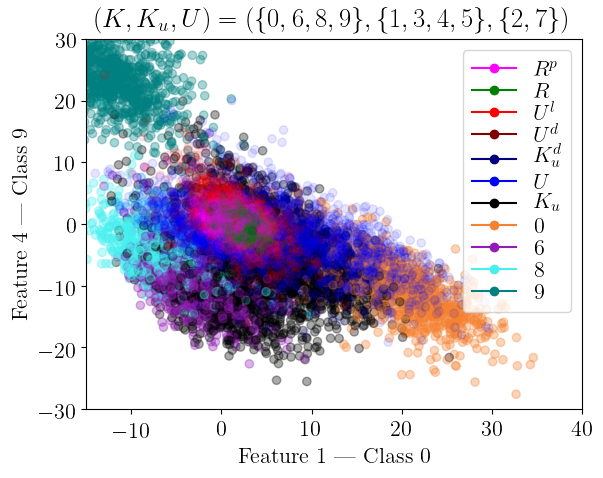 (K, K_u, U) = ({0, 6, 8, 9}, {1, 3, 4, 5}, {2, 7})
30
20
10
0
−10
−20
−30
Feature 4 — Class 9
R^p
R
U^l
U^d
K_u^d
U
K_u
0
6
8
9
−10
0
10
20
30
40
Feature 1 — Class 0